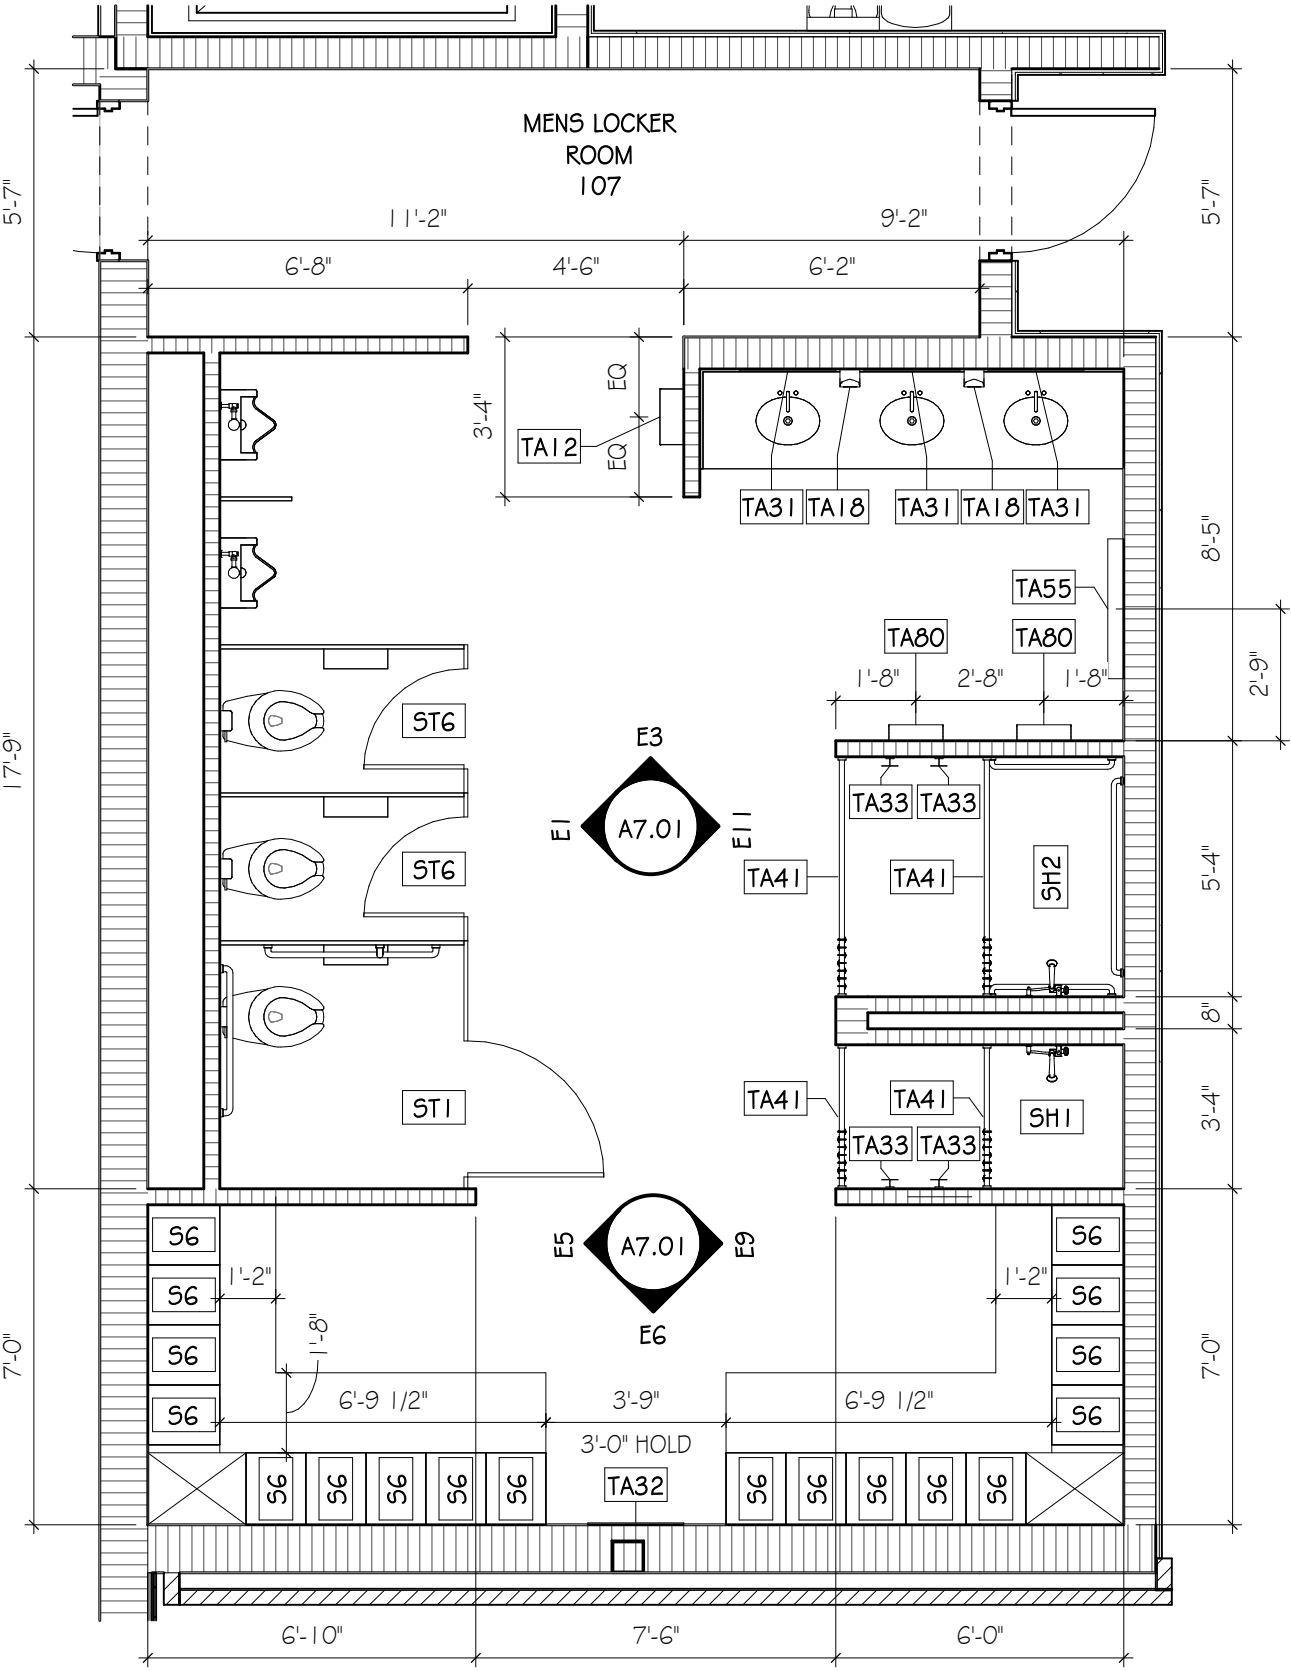 MENS LOCKER
ROOM
107
5'-7"
5'-7"
11'-2"
9'-2"
6'-8"
4'-6"
6'-2"
EQ
3'-4"
TA12
EQ
TA31
TA18
TA31
TA18
TA31
8'-5"
TA55
TA80
TA80
1'-8"
2'-8"
1'-8"
2'-9"
ST6
17'-9"
E3
E1
A7.01
E11
TA33
TA33
ST6
TA41
TA41
SH2
5'-4"
8"
ST1
TA41
TA41
SH1
3'-4"
TA33
TA33
S6
E5
A7.01
E9
S6
1'-2"
1'-2"
S6
S6
1'-8"
E6
7'-0"
S6
S6
7'-0"
S6
6'-9 1/2"
3'-9"
6'-9 1/2"
S6
3'-0" HOLD
S6
S6
S6
S6
S6
TA32
S6
S6
S6
S6
S6
6'-10"
7'-6"
6'-0"